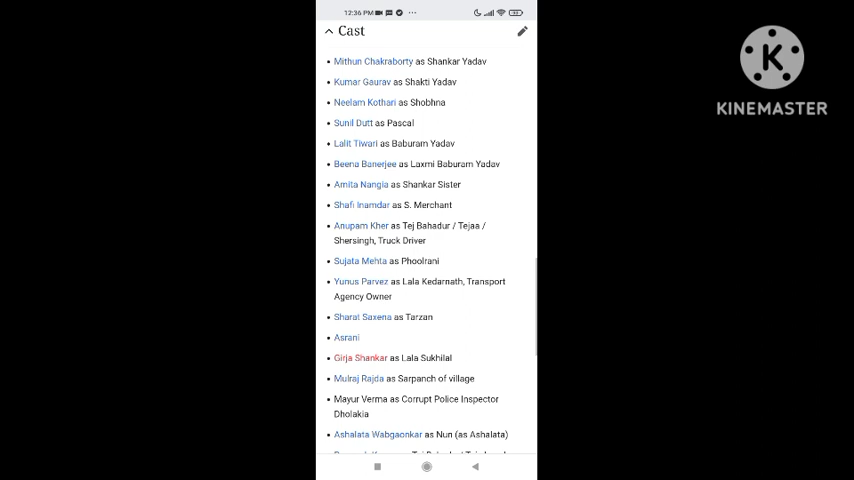 12:36 PM
Cast
Mithun Chakraborty as Shankar Yadav
Kumar Gaurav as Shakti Yadav
Neelam Kothari as Shobhna
Sunil Dutt as Pascal
Lalit Tiwari as Baburam Yadav
Beena Banerjee as Laxmi Baburam Yadav
Amita Nangia as Shankar Sister
Shafi Inamdar as S. Merchant
Anupam Kher as Tej Bahadur / Tejaa /
Shersingh, Truck Driver
Sujata Mehta as Phoolrani
Yunus Parvez as Lala Kedarnath, Transport
Agency Owner
Sharat Saxena as Tarzan
Asrani
Girja Shankar as Lala Sukhilal
Mulraj Rajda as Sarpanch of village
Mayur Verma as Corrupt Police Inspector
Dholakia
Ashalata Wabgaonkar as Nun (as Ashalata)
K
KINEMASTER